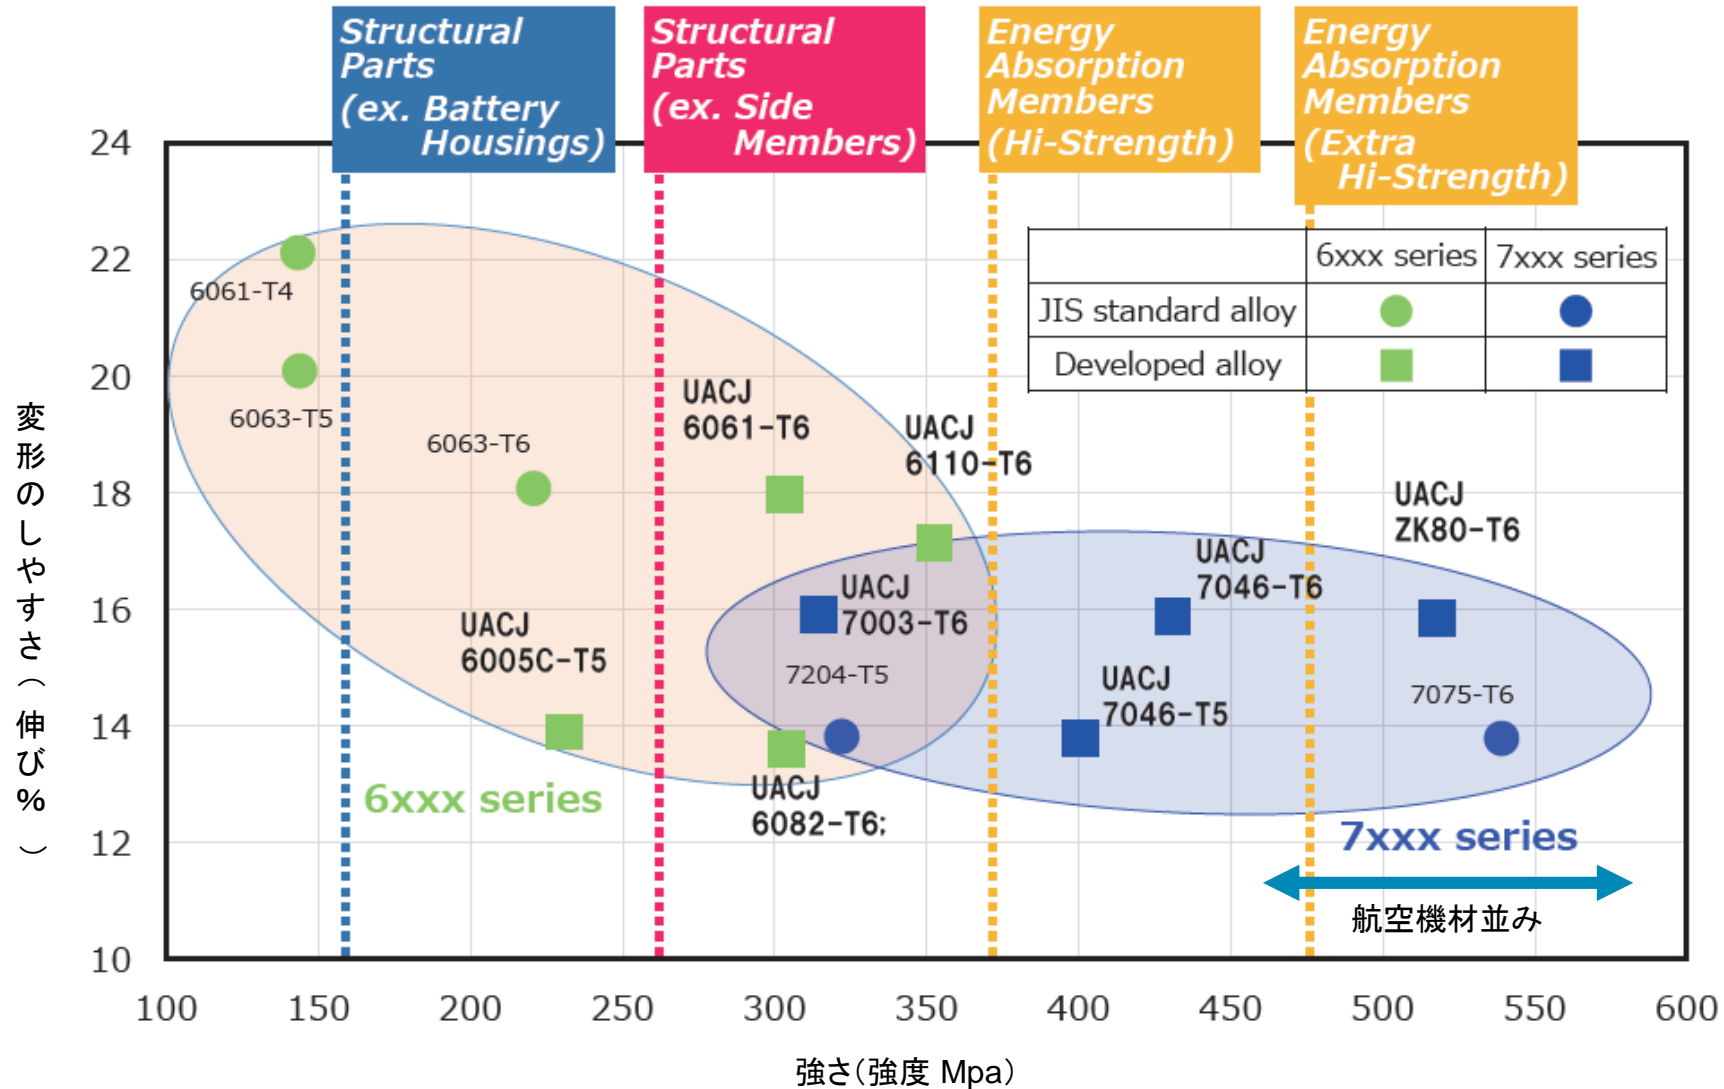 Structural
Parts
(ex. Battery
Housings)
Structural
Parts
(ex. Side
Members)
Energy
Absorption
Members
(Hi-Strength)
Energy
Absorption
Members
(Extra
Hi-Strength)
6xxx series
7xxx series
JIS standard alloy
Developed alloy
24
22
20
18
16
14
12
10
変形のしやすさ（伸び%）
6061-T4
6063-T5
6063-T6
UACJ
6061-T6
UACJ
6110-T6
UACJ
ZK80-T6
UACJ
7046-T6
UACJ
7003-T6
UACJ
6005C-T5
7204-T5
UACJ
7046-T5
7075-T6
UACJ
6082-T6;
6xxx series
7xxx series
航空機材並み
100
150
200
250
300
350
400
450
500
550
600
強さ（強度 Mpa）